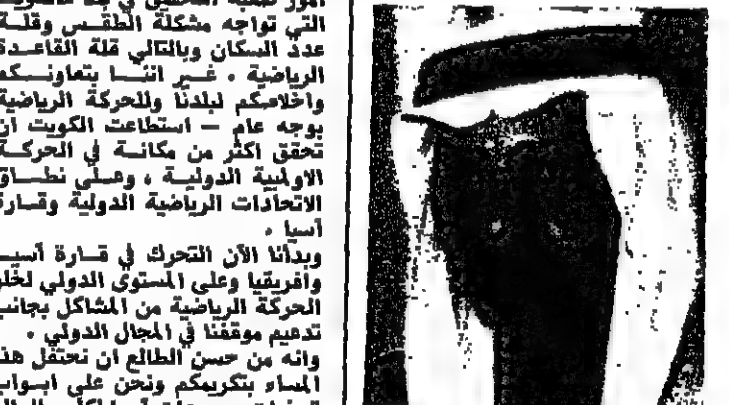 التي تواجه مشكلة الطقس وقلة
عدد السكان وبالتالي قلة القاعدة
الرياضية . غير اننا بتعاونكم
واخلاصكم لبلدنا وللحركة الرياضية
بوجه عام — استطاعت الكويت ان
تحقق اكثر من مكانة في الحركة
الاولمبية الدولية ، وعلى نطاق
الاتحادات الرياضية الدولية وقارة
آسيا .
وبدأنا الآن التحرك في قارة آسيـ
وافريقيا وعلى المستوى الدولي لخلو
الحركة الرياضية من المشاكل بجانب
تدعيم موقفنا في المجال الدولي .
وانه من حسن الطالع ان نحتفل هذ
المساء بتكريمكم ونحن على ابواب